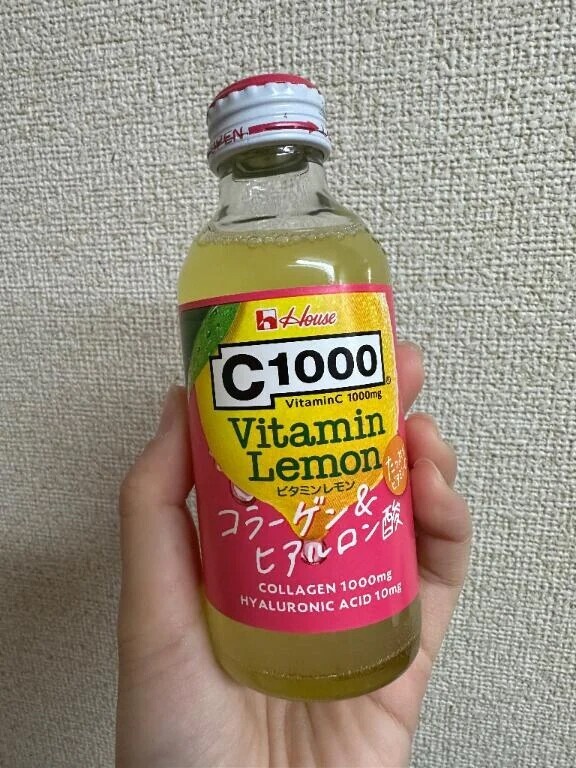 House
C1000
VitaminC 1000mg
Vitamin
Lemon
ビタミンレモン
コラーゲン&
ヒアルロン酸
COLLAGEN 1000mg
HYALURONIC ACID 10mg